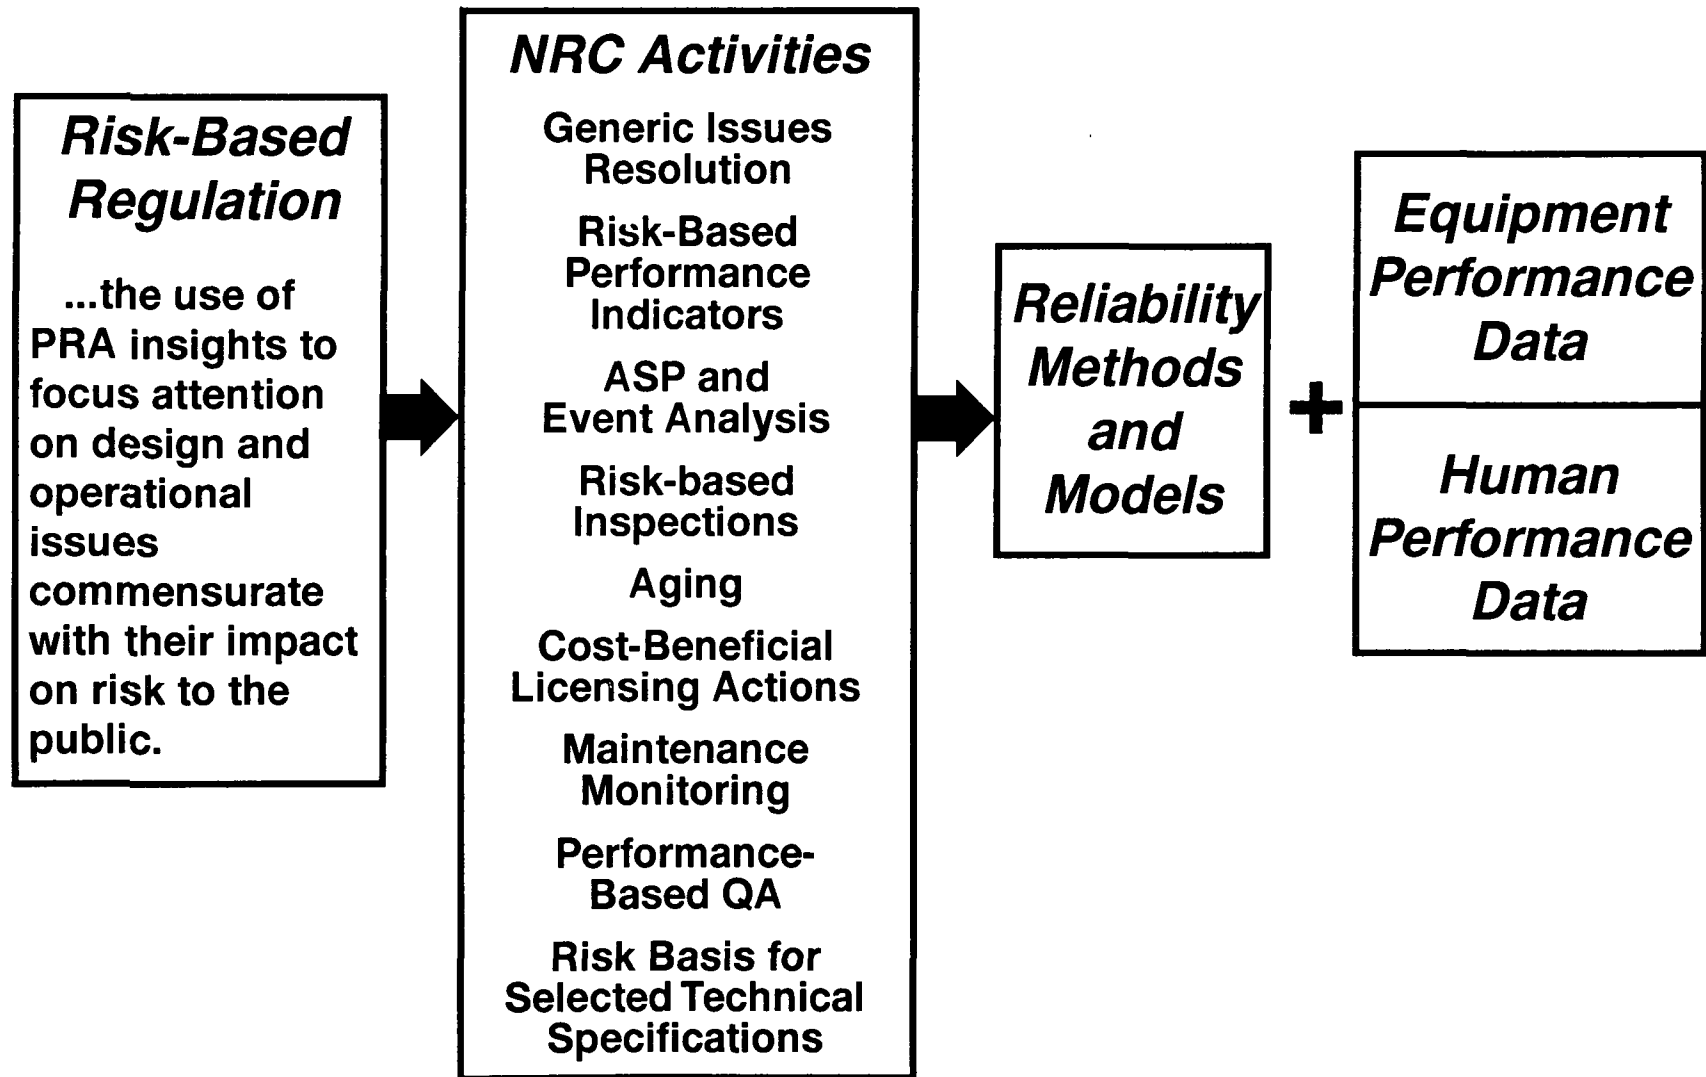 Risk-Based
Regulation
...the use of
PRA insights to
focus attention
on design and
operational
issues
commensurate
with their impact
on risk to the
public.
NRC Activities
Generic Issues
Resolution
Risk-Based
Performance
Indicators
ASP and
Event Analysis
Risk-based
Inspections
Aging
Cost-Beneficial
Licensing Actions
Maintenance
Monitoring
Performance-
Based QA
Risk Basis for
Selected Technical
Specifications
Reliability
Methods
and
Models
+
Equipment
Performance
Data
Human
Performance
Data